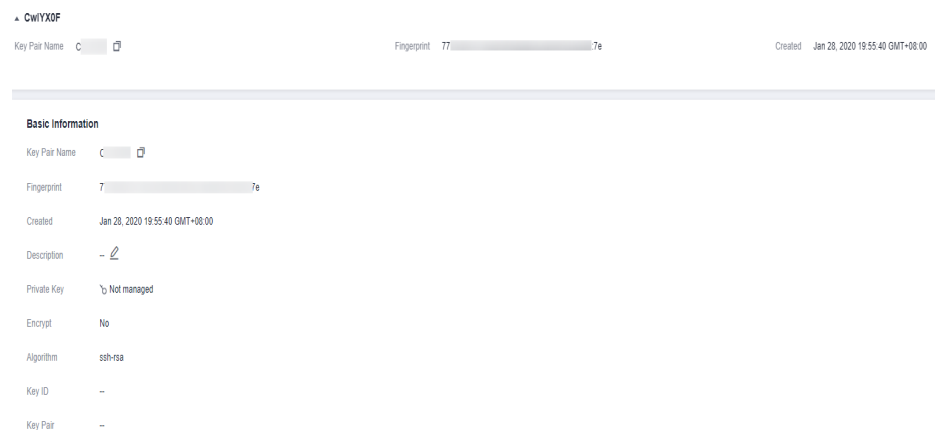 CwlYX0F
Key Pair Name C Fingerprint 77 :7e Created Jan 28, 2020 19:55:40 GMT+08:00
Basic Information
Key Pair Name C
Fingerprint 7 7e
Created Jan 28, 2020 19:55:40 GMT+08:00
Description --
Private Key Not managed
Encrypt No
Algorithm ssh-rsa
Key ID --
Key Pair --